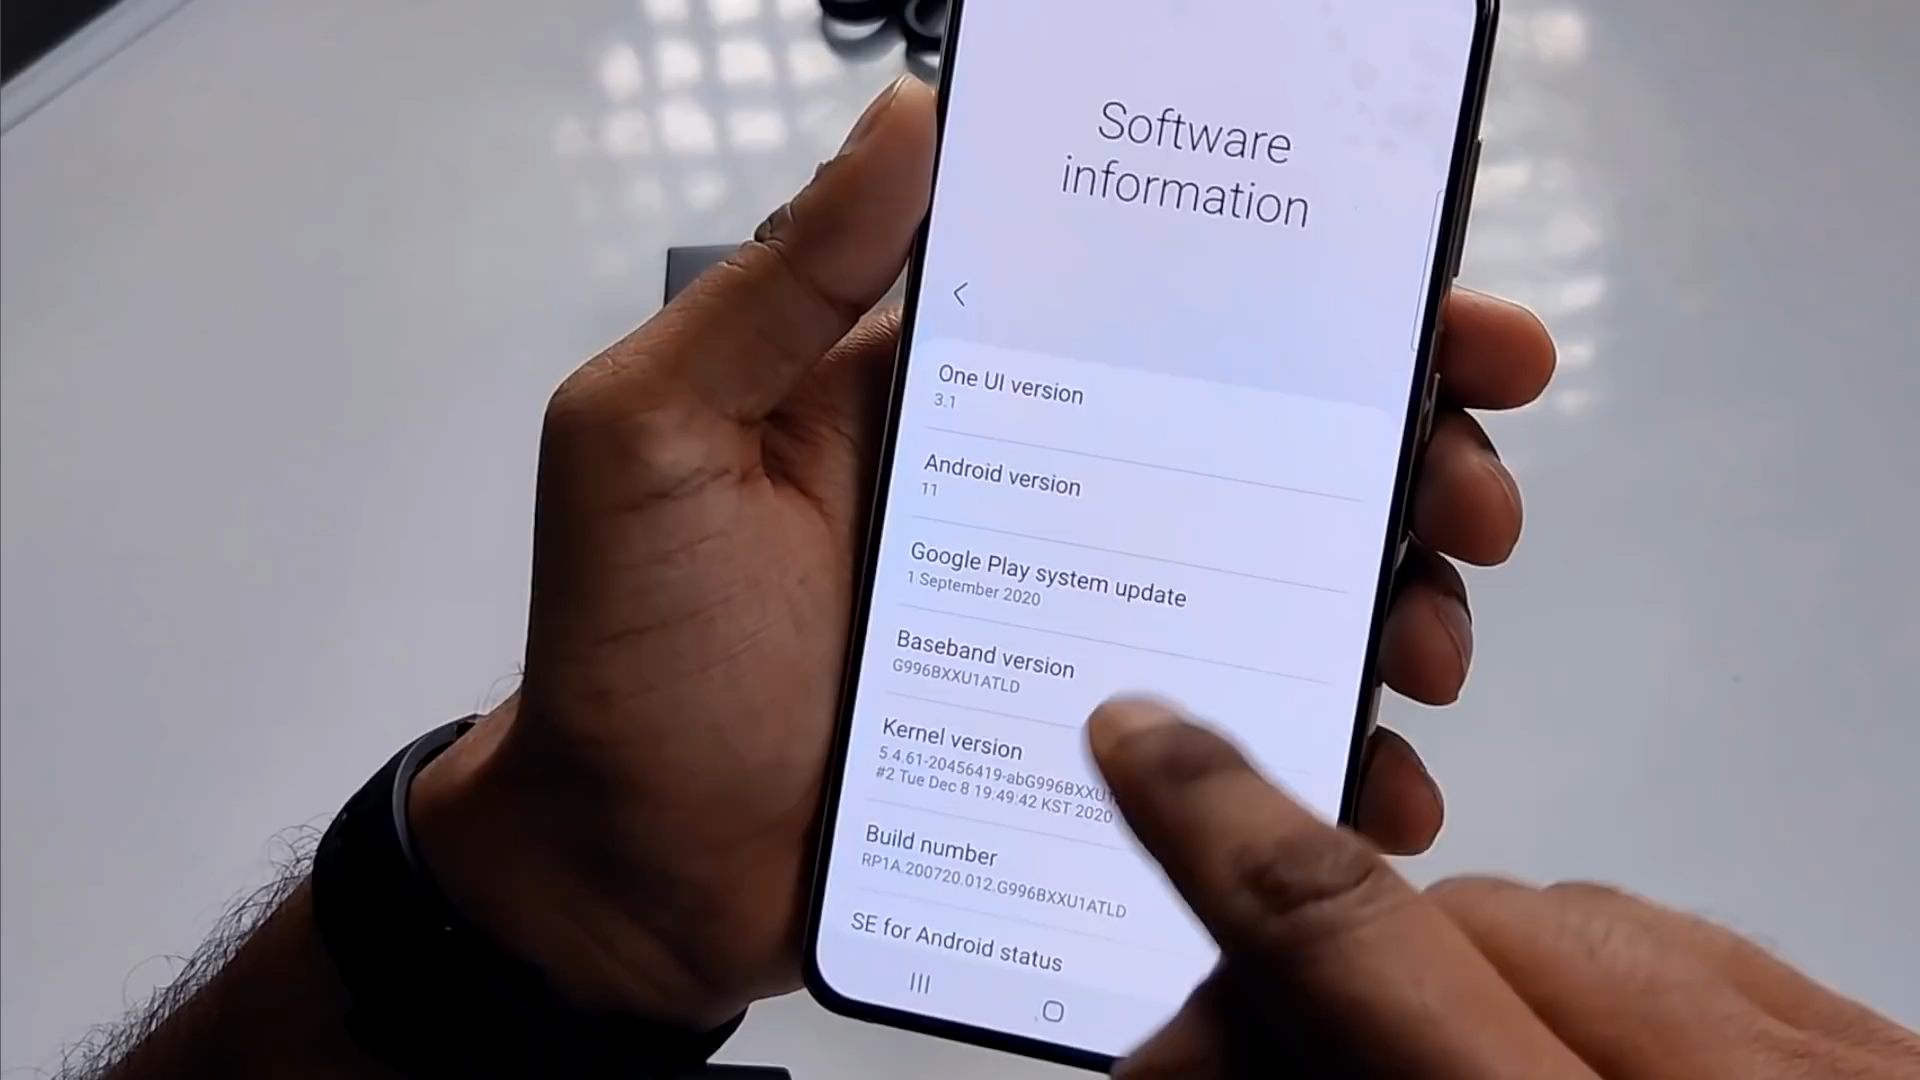 Software
information
One UI version
3.1
Android version
11
Google Play system update
1 September 2020
Baseband version
G996BXXU1ATLD
Kernel version
5.4.61-20456419-abG996BXXU1
#2 Tue Dec 8 19:49:42 KST 2020
Build number
RP1A.200720.012.G996BXXU1ATLD
SE for Android status